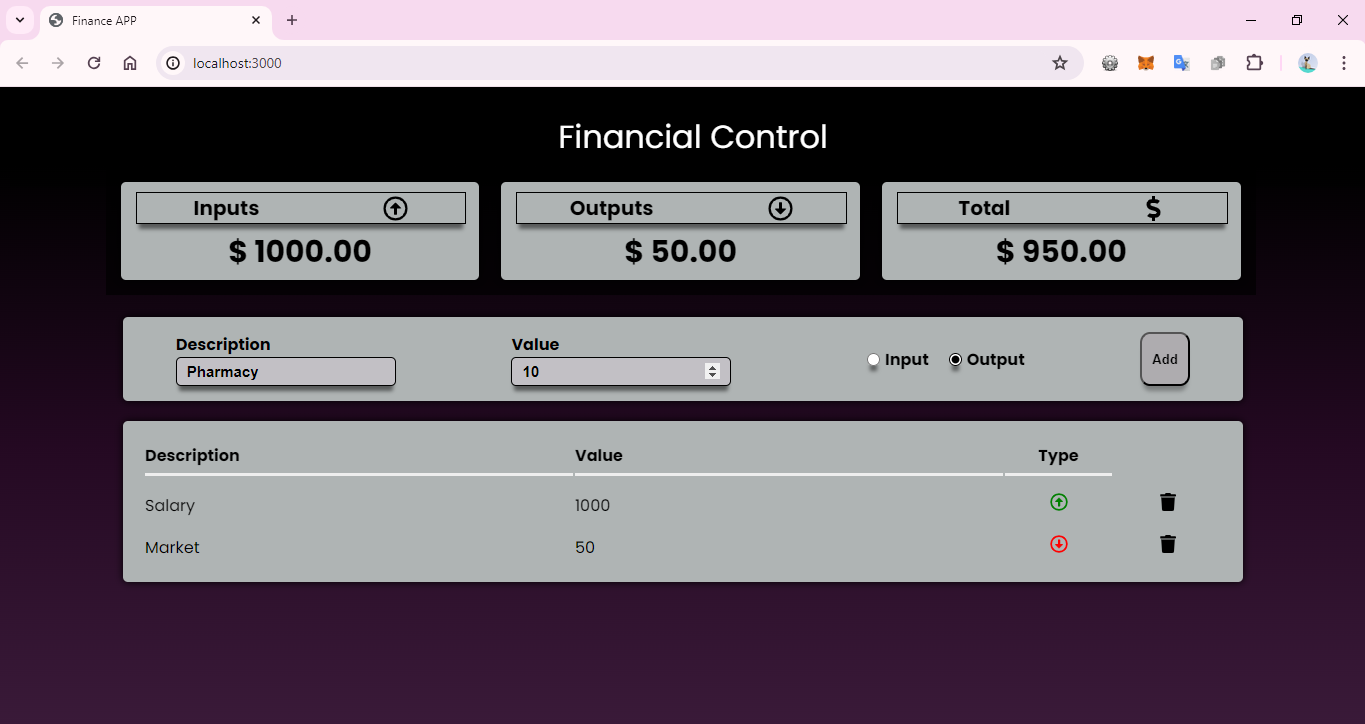 Finance APP
localhost:3000
Financial Control
Inputs
$ 1000.00
Outputs
$ 50.00
Total $
$ 950.00
Description
Pharmacy
Value
10
Input Output
Add
Description Value Type
Salary 1000
Market 50